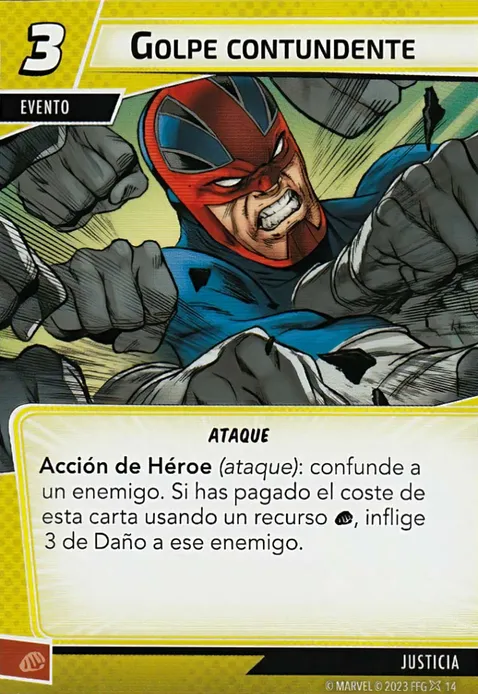 3
GOLPE CONTUNDENTE
EVENTO
ATAQUE
Acción de Héroe (ataque): confunde a
un enemigo. Si has pagado el coste de
esta carta usando un recurso , inflige
3 de Daño a ese enemigo.
JUSTICIA
© MARVEL © 2023 FFG 14